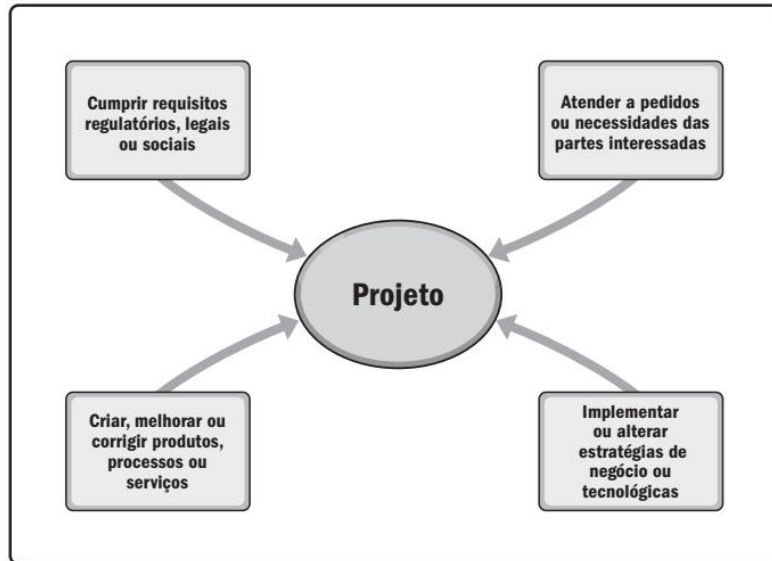 Cumprir requisitos
regulatórios, legais
ou sociais
Atender a pedidos
ou necessidades das
partes interessadas
Projeto
Criar, melhorar ou
corrigir produtos,
processos ou
serviços
Implementar
ou alterar
estratégias de
negócio ou
tecnológicas